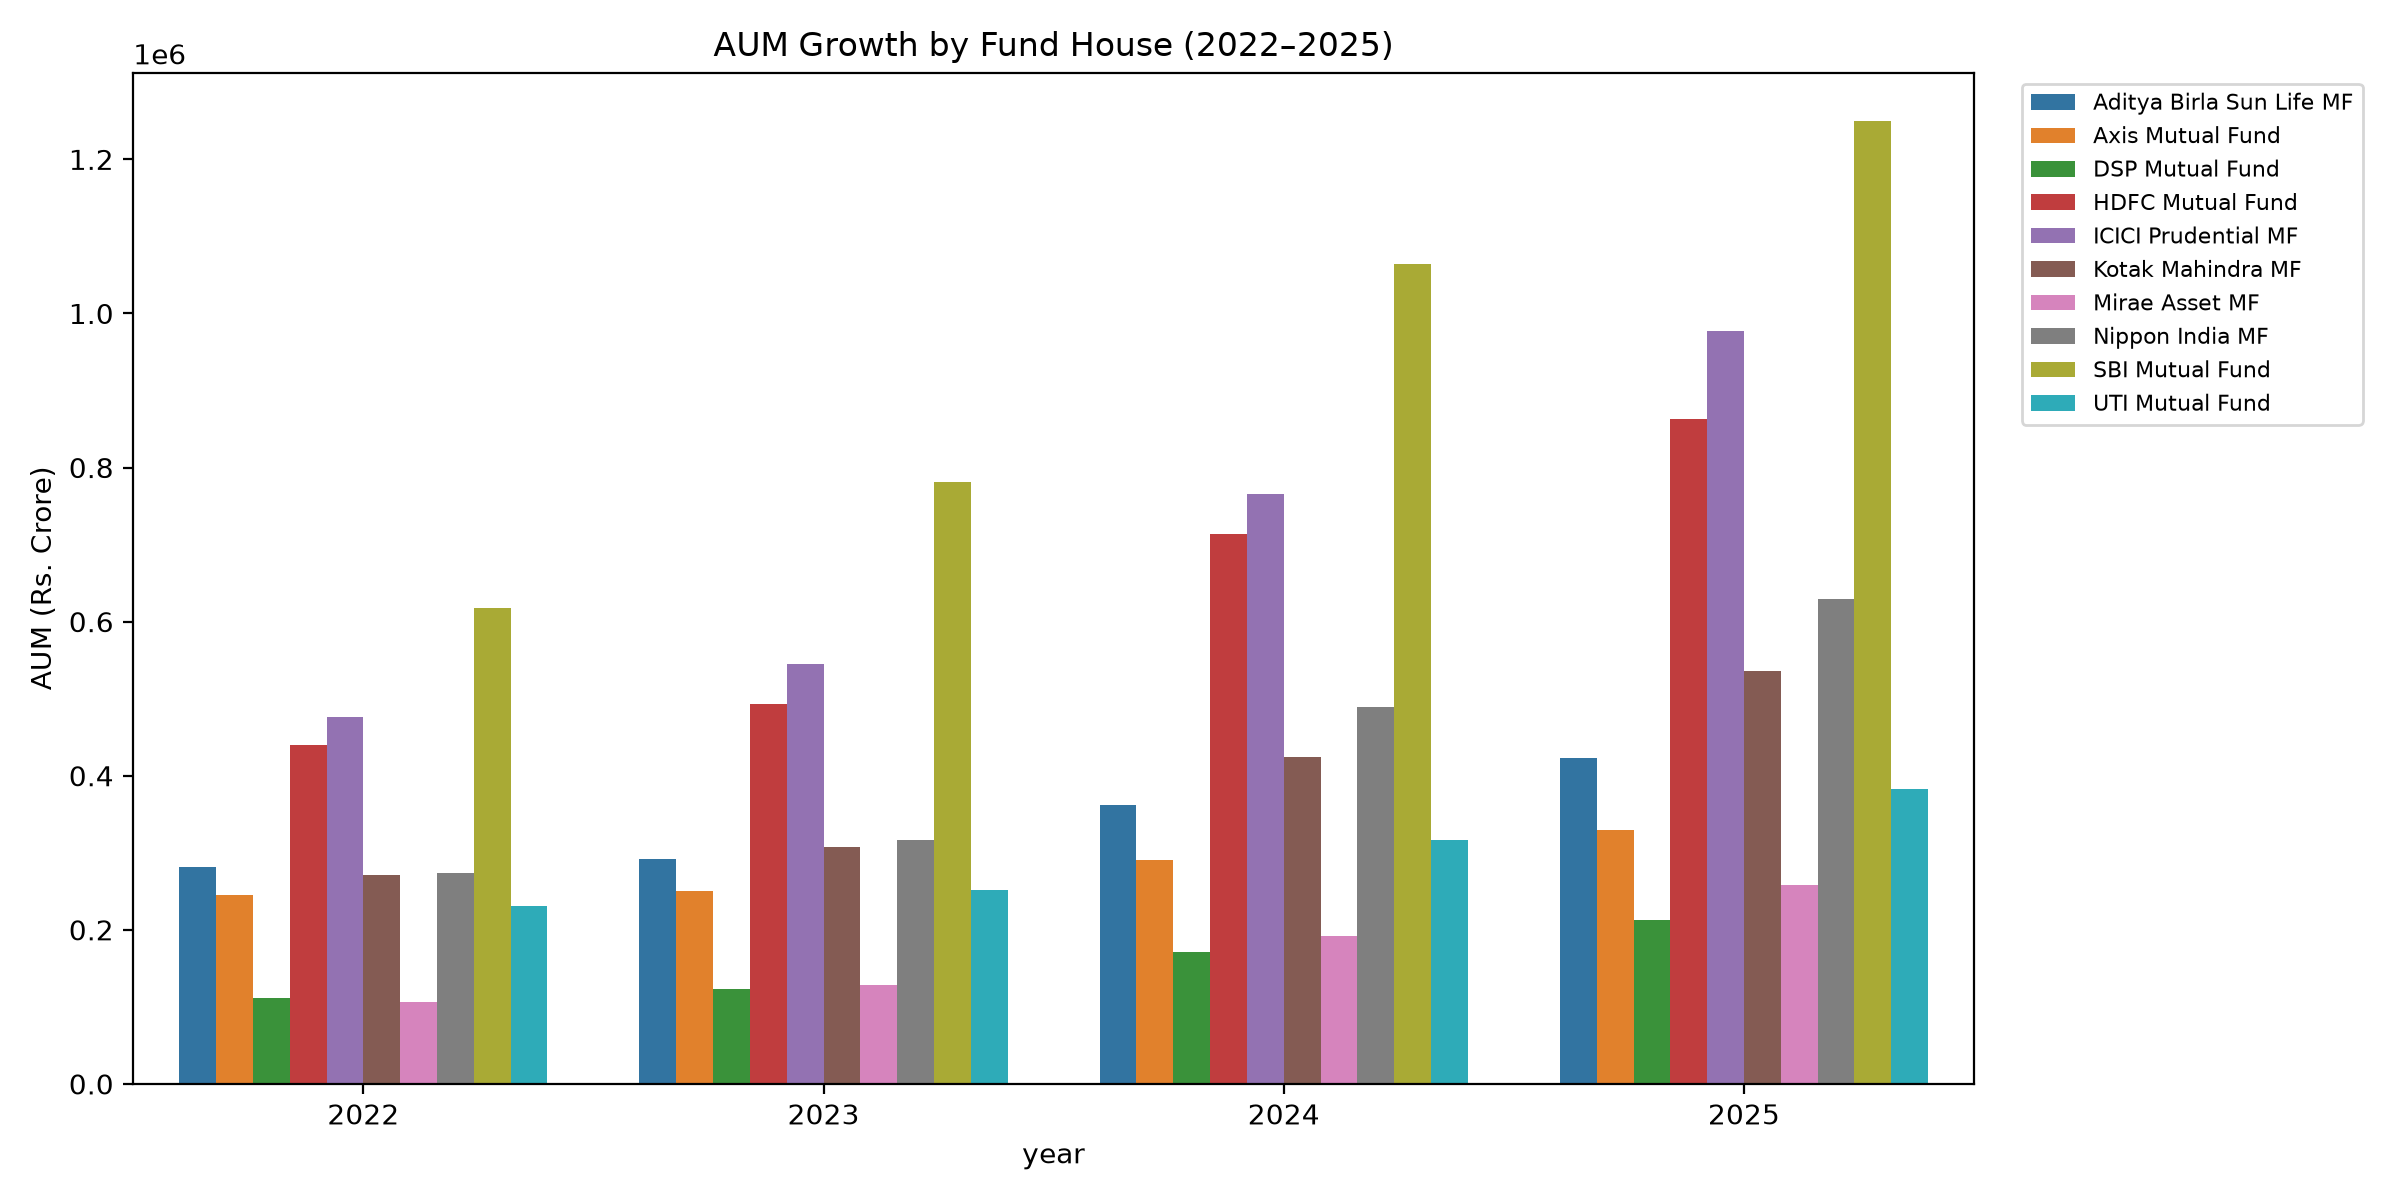 AUM Growth by Fund House (2022–2025)
1e6
1.2
1.0
0.8
0.6
0.4
0.2
0.0
AUM (Rs. Crore)
2022
2023
2024
2025
year
Aditya Birla Sun Life MF
Axis Mutual Fund
DSP Mutual Fund
HDFC Mutual Fund
ICICI Prudential MF
Kotak Mahindra MF
Mirae Asset MF
Nippon India MF
SBI Mutual Fund
UTI Mutual Fund